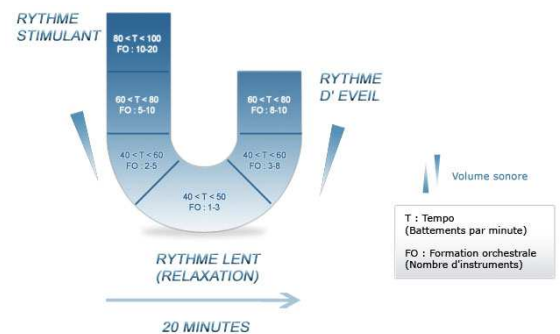 RYTHME
STIMULANT
80 < T < 100
FO : 10-20
60 < T < 80
FO : 5-10
40 < T < 60
FO : 2-5
40 < T < 50
FO : 1-3
40 < T < 60
FO : 3-8
60 < T < 80
FO : 8-10
RYTHME
D' EVEIL
RYTHME LENT
(RELAXATION)
20 MINUTES
Volume sonore
T : Tempo
(Battements par minute)
FO : Formation orchestrale
(Nombre d'instruments)